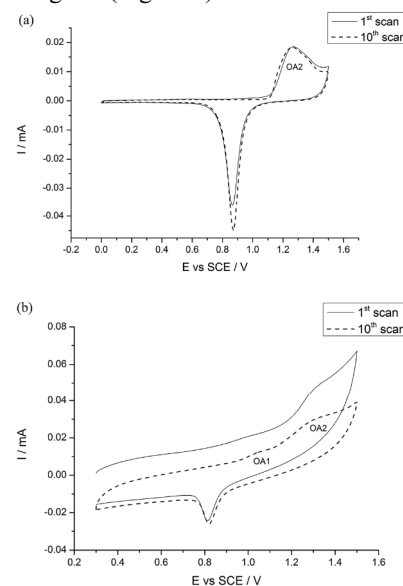 (a)
1st scan
10th scan
0.03
0.02
OA2
0.01
0.00
-0.01
-0.02
-0.03
-0.04
I / mA
-0.2 0.0 0.2 0.4 0.6 0.8 1.0 1.2 1.4 1.6
E vs SCE / V
(b)
1st scan
10th scan
0.08
0.06
0.04
OA2
0.02
OA1
0.00
-0.02
0.04
I / mA
0.2 0.4 0.6 0.8 1.0 1.2 1.4 1.6
E vs SCE / V